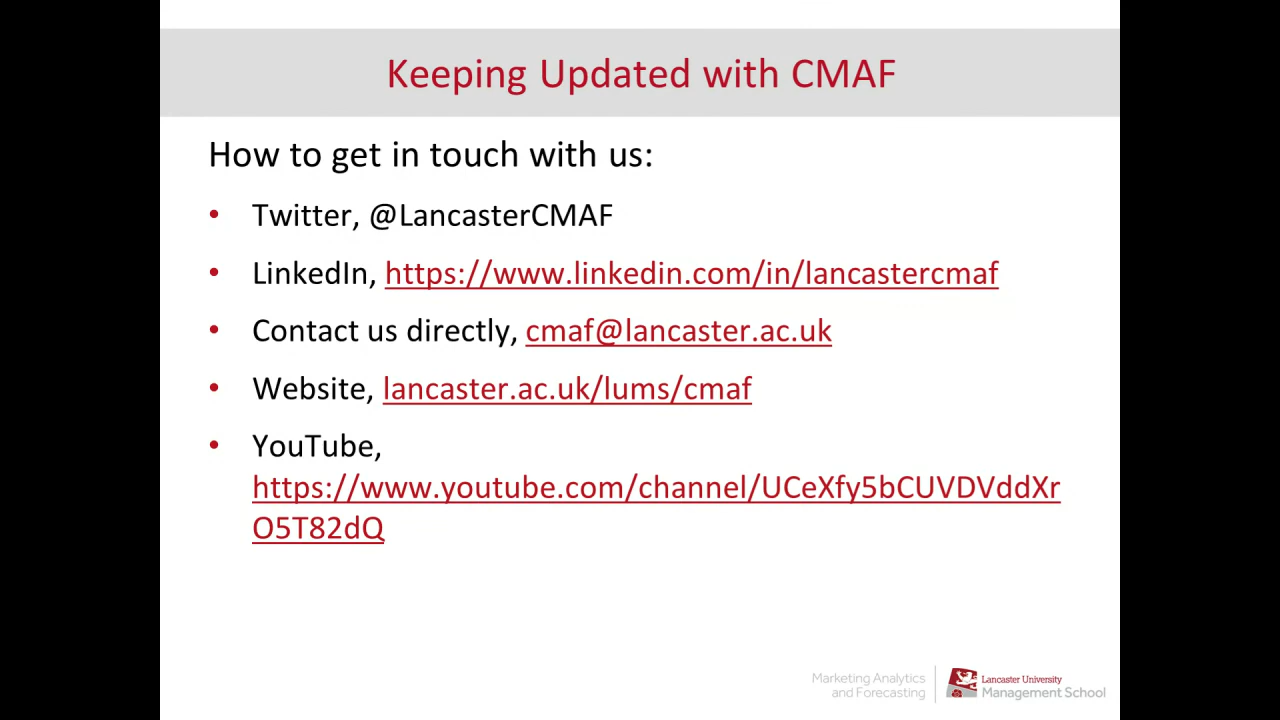 Keeping Updated with CMAF
How to get in touch with us:
• Twitter, @LancasterCMAF
• LinkedIn, https://www.linkedin.com/in/lancastercmaf
• Contact us directly, cmaf@lancaster.ac.uk
• Website, lancaster.ac.uk/lums/cmaf
• YouTube,
https://www.youtube.com/channel/UCeXfy5bCUVDVddXr
O5T82dQ
Marketing Analytics
and Forecasting
Lancaster University
Management School